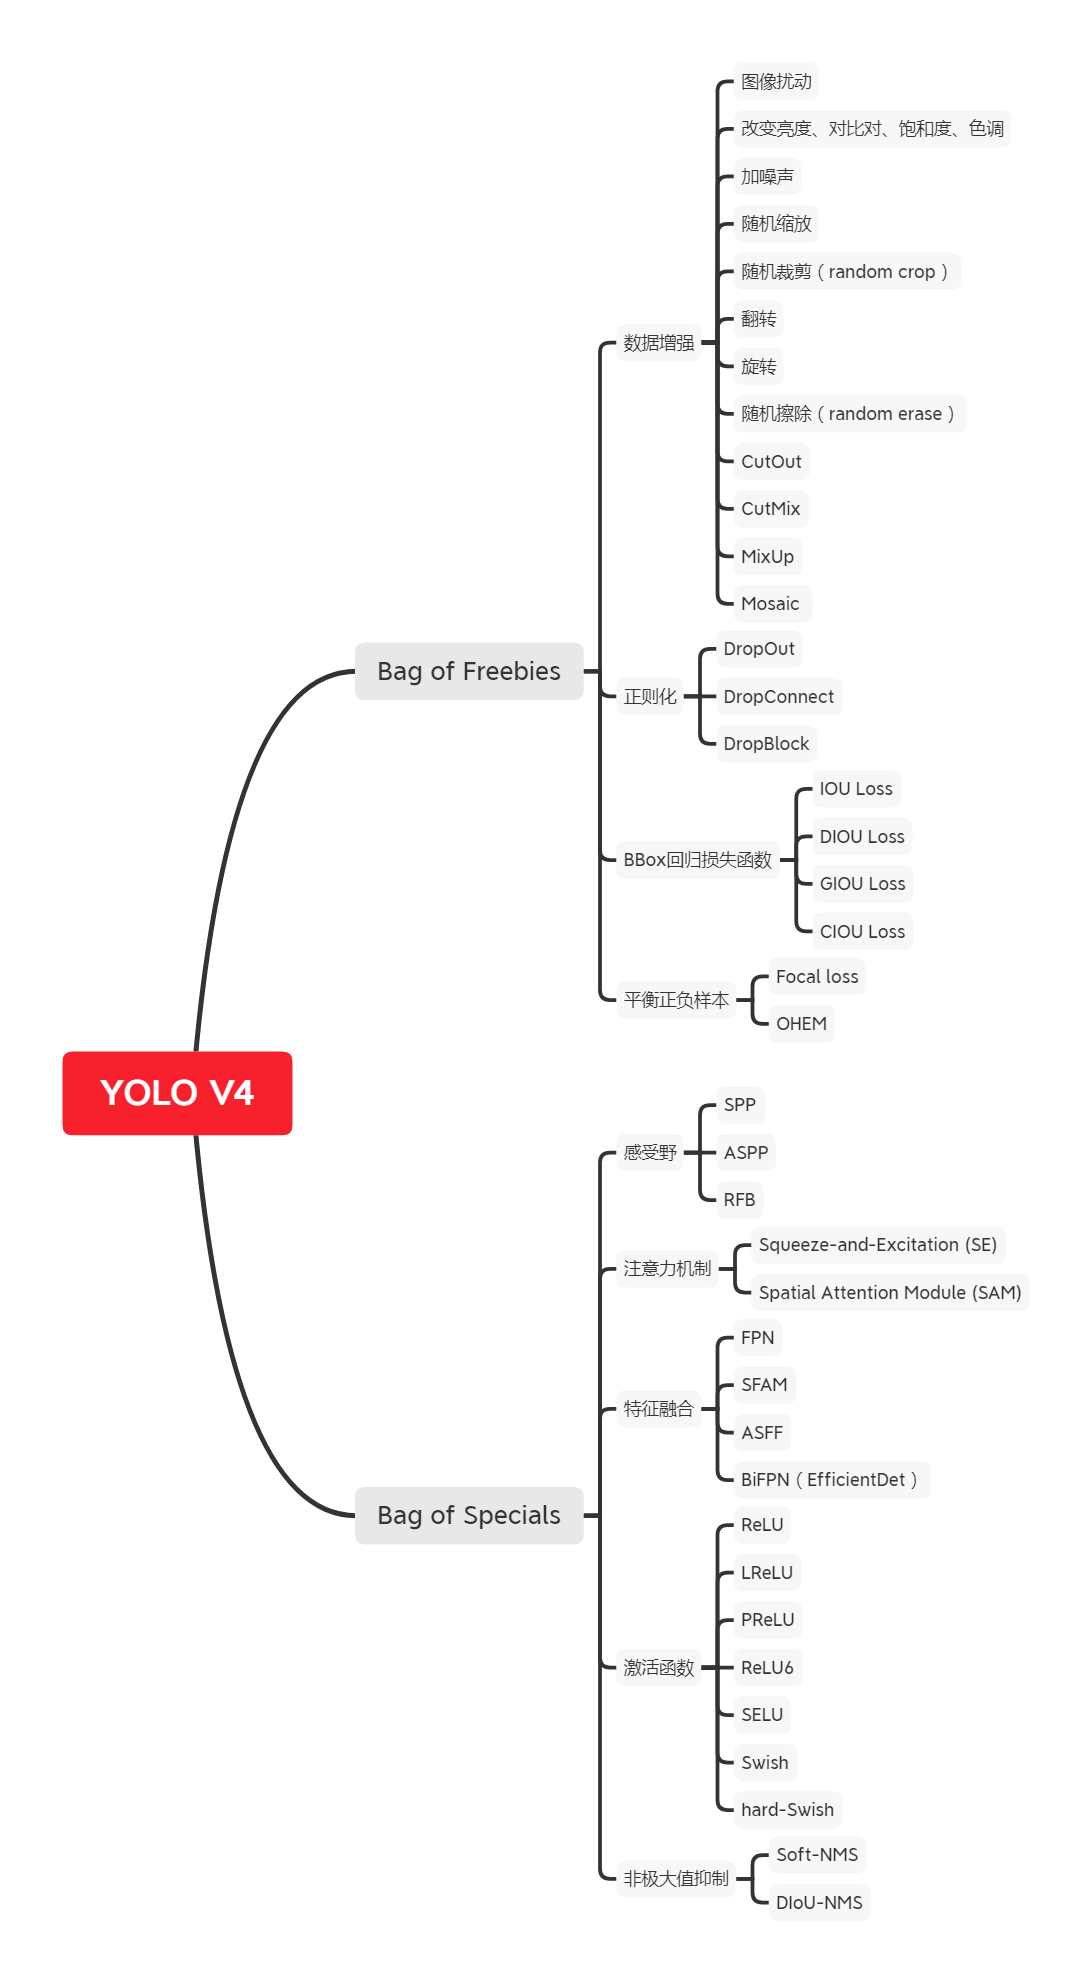 YOLO V4
Bag of Freebies
数据增强
图像扰动
改变亮度、对比对、饱和度、色调
加噪声
随机缩放
随机裁剪（random crop）
翻转
旋转
随机擦除（random erase）
CutOut
CutMix
MixUp
Mosaic
正则化
DropOut
DropConnect
DropBlock
BBox回归损失函数
IOU Loss
DIOU Loss
GIOU Loss
CIOU Loss
平衡正负样本
Focal loss
OHEM
Bag of Specials
感受野
SPP
ASPP
RFB
注意力机制
Squeeze-and-Excitation (SE)
Spatial Attention Module (SAM)
特征融合
FPN
SFAM
ASFF
BiFPN（EfficientDet）
激活函数
ReLU
LReLU
PReLU
ReLU6
SELU
Swish
hard-Swish
非极大值抑制
Soft-NMS
DIoU-NMS